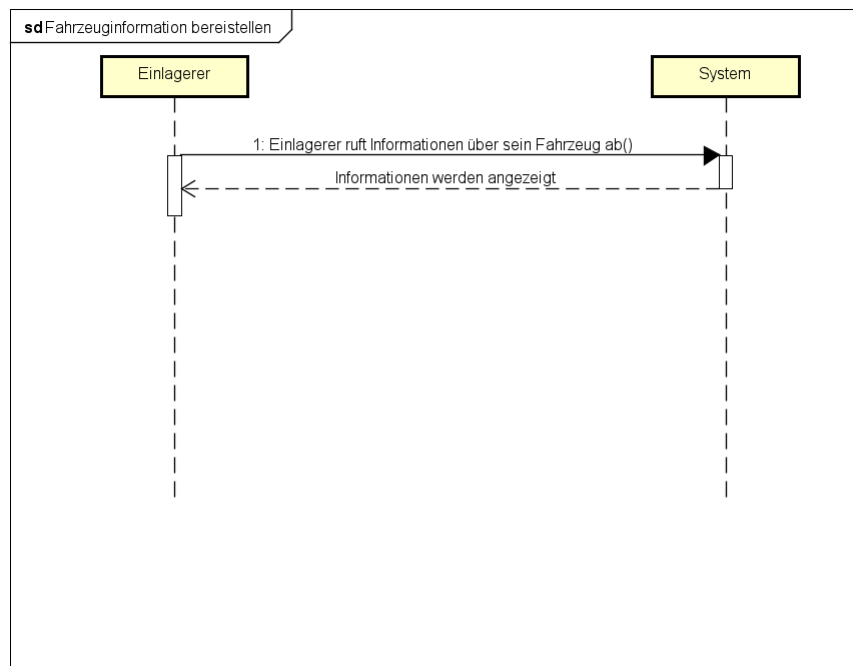 sd Fahrzeuginformation bereistellen
Einlagerer
System
1: Einlagerer ruft Informationen über sein Fahrzeug ab()
Informationen werden angezeigt